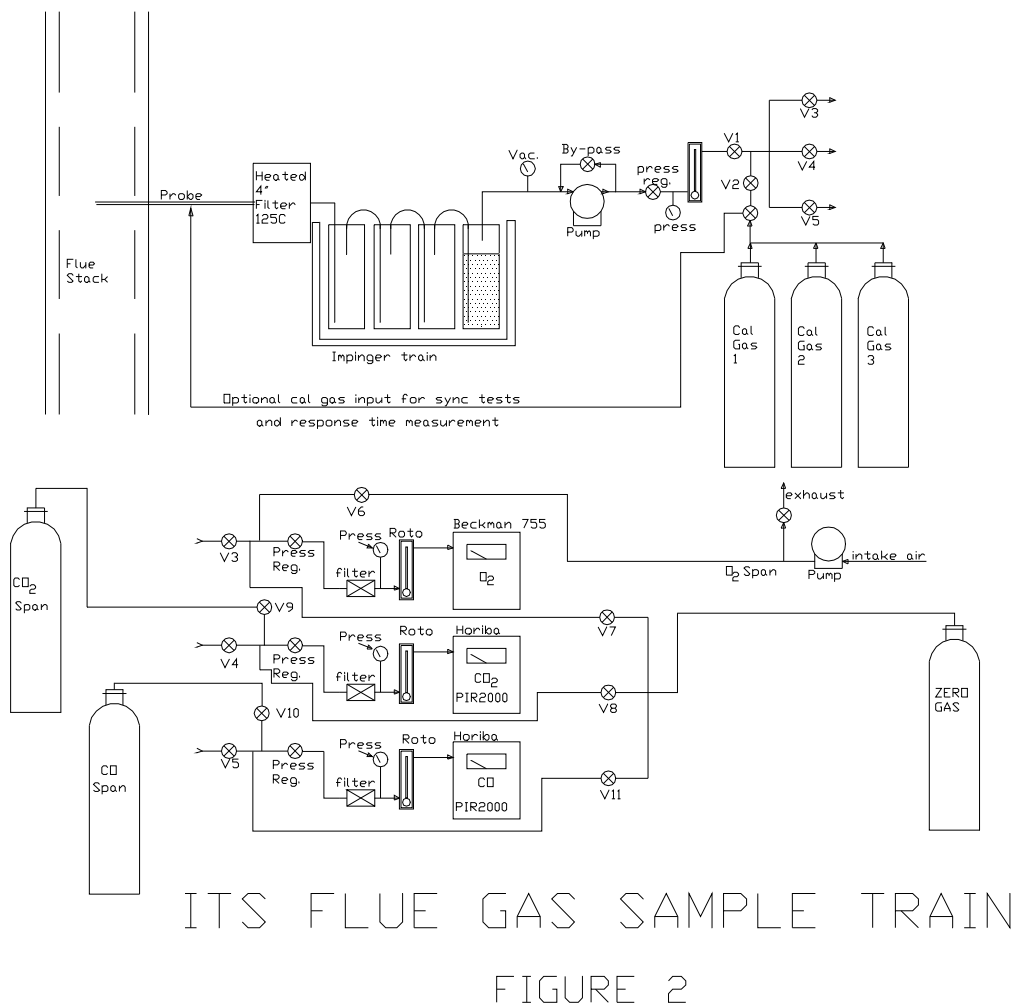 V3
V1
By-pass
Vac.
press
reg.
V4
Heated
4"
Filter
125C
V2
Probe
V5
press
Pump
Flue
Stack
Cal
Gas
1
Cal
Gas
2
Cal
Gas
3
Impinger train
Optional cal gas input for sync tests
and response time measurement
exhaust
V6
Beckman 755
Press
Roto
V3
Press
Reg.
intake air
filter
O2
O2 Span
Pump
CO2
Span
V9
V7
Press
Roto
Horiba
V4
Press
Reg.
filter
CO2
PIR2000
ZERO
GAS
V8
V10
Press
Roto
Horiba
V5
Press
Reg.
filter
CO
PIR2000
CO
Span
V11
ITS FLUE GAS SAMPLE TRAIN
FIGURE 2